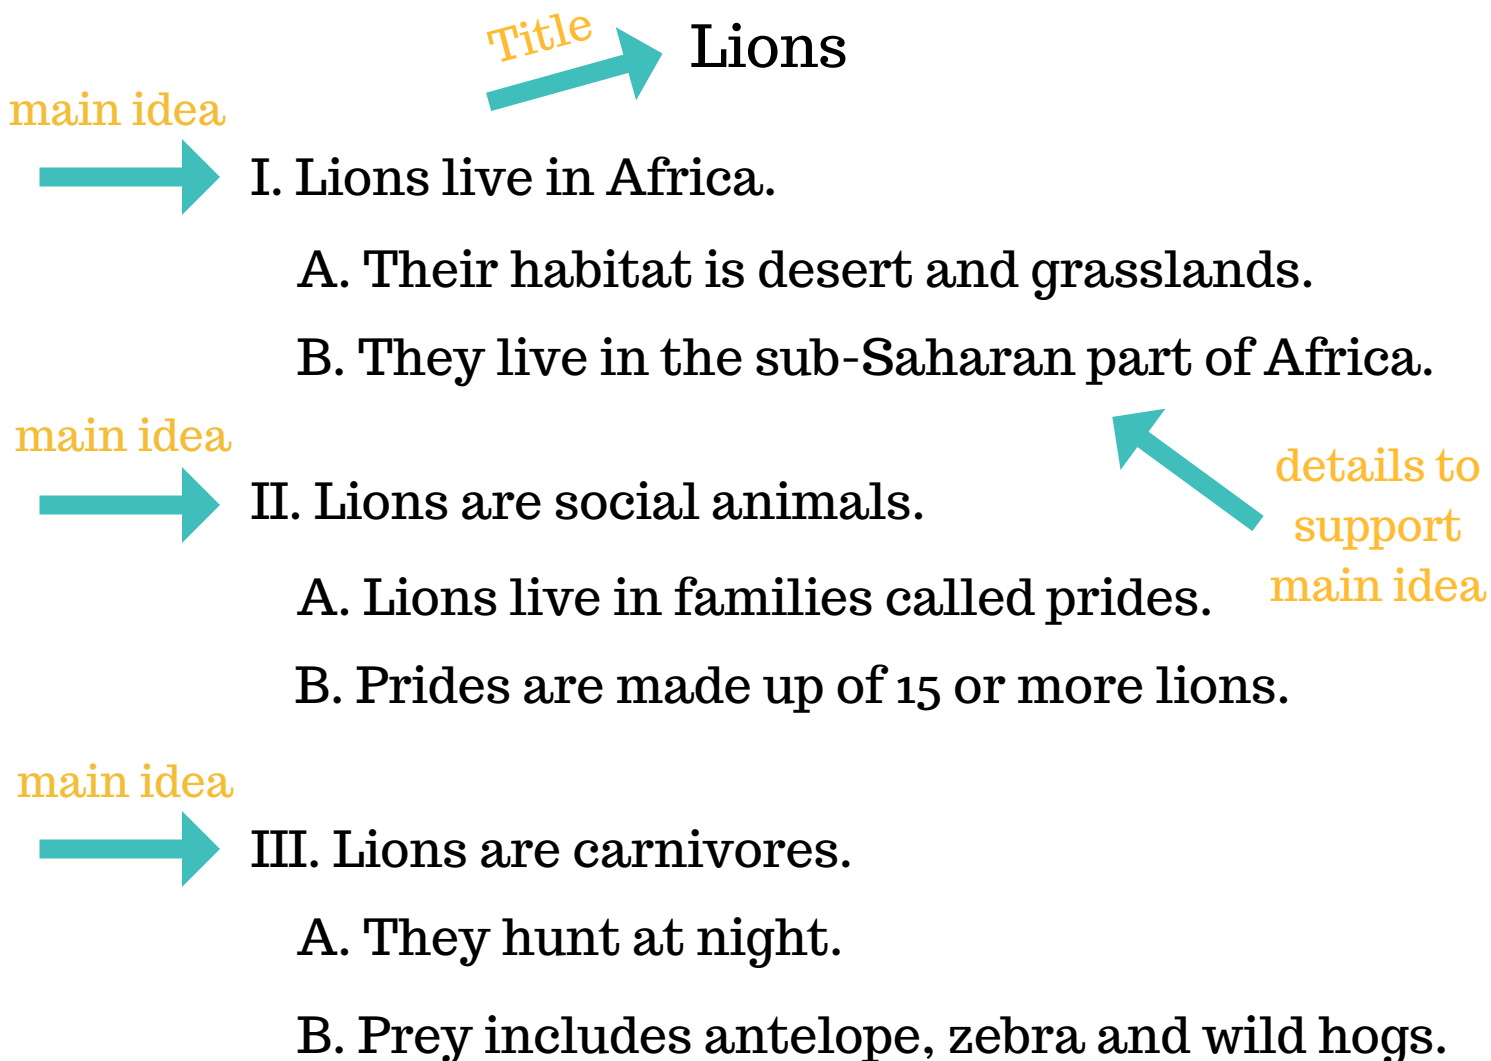 Title
Lions
main idea
I. Lions live in Africa.
A. Their habitat is desert and grasslands.
B. They live in the sub-Saharan part of Africa.
main idea
II. Lions are social animals.
details to
support
main idea
A. Lions live in families called prides.
B. Prides are made up of 15 or more lions.
main idea
III. Lions are carnivores.
A. They hunt at night.
B. Prey includes antelope, zebra and wild hogs.